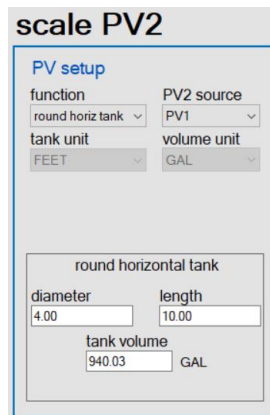 scale PV2
PV setup
function PV2 source
round horiz tank PV1
tank unit volume unit
FEET GAL
round horizontal tank
diameter length
4.00 10.00
tank volume
940.03 GAL